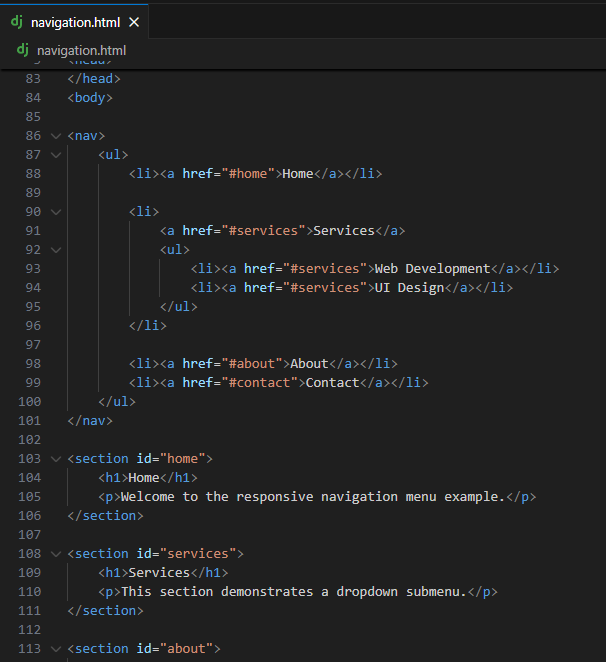 dj navigation.html ×
dj navigation.html
<head>
83 </head>
84 <body>
85
86 <nav>
87     <ul>
88         <li><a href="#home">Home</a></li>
89
90         <li>
91             <a href="#services">Services</a>
92             <ul>
93                 <li><a href="#services">Web Development</a></li>
94                 <li><a href="#services">UI Design</a></li>
95             </ul>
96         </li>
97
98         <li><a href="#about">About</a></li>
99         <li><a href="#contact">Contact</a></li>
100     </ul>
101 </nav>
102
103 <section id="home">
104     <h1>Home</h1>
105     <p>Welcome to the responsive navigation menu example.</p>
106 </section>
107
108 <section id="services">
109     <h1>Services</h1>
110     <p>This section demonstrates a dropdown submenu.</p>
111 </section>
112
113 <section id="about">